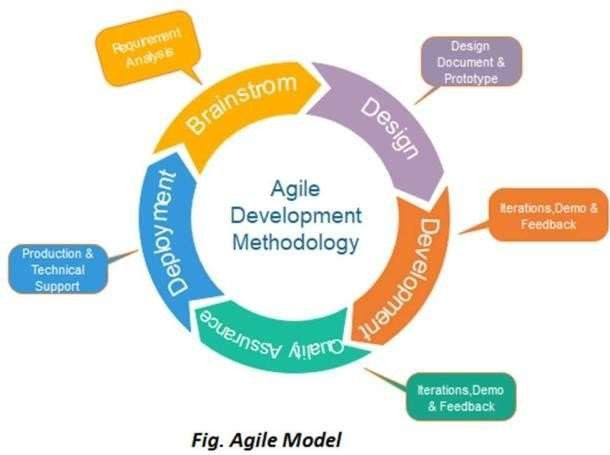 Requirement
Analysis
Brainstrom
Design
Document &
Prototype
Design
Agile
Development
Methodology
Development
Iterations,Demo &
Feedback
Quality Assurance
Iterations,Demo
& Feedback
Deployment
Production &
Technical
Support
Fig. Agile Model